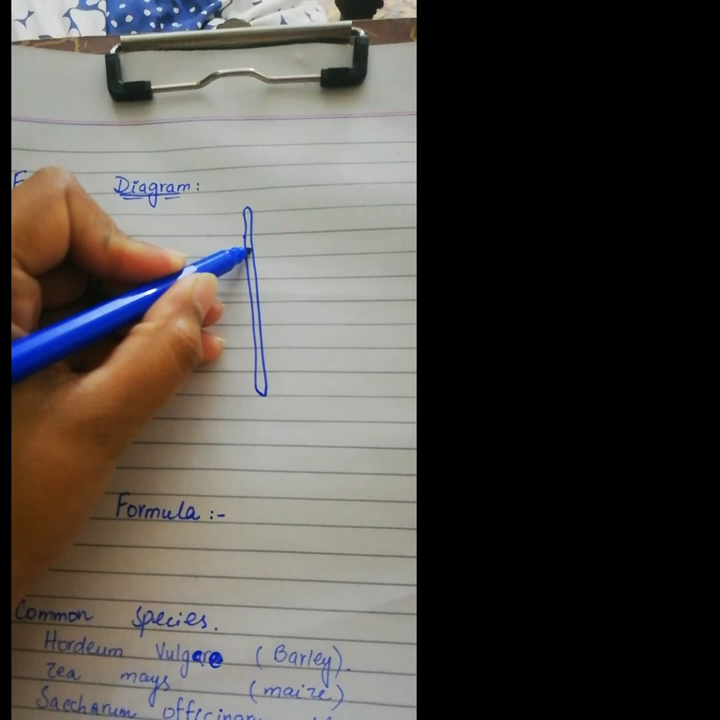 Diagram:
Formula :-
Common Species.
Hordeum Vulgare (Barley).
Zea mays (maize)
Saccharum